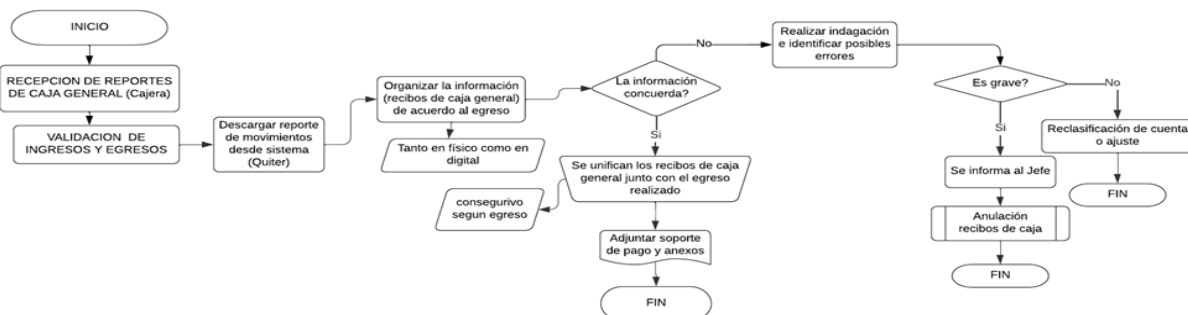 INICIO
RECEPCION DE REPORTES
DE CAJA GENERAL (Cajera)
VALIDACION DE
INGRESOS Y EGRESOS
Descargar reporte
de movimientos
desde sistema
(Quiter)
Organizar la información
(recibos de caja general)
de acuerdo al egreso
Tanto en físico como en
digital
La información
concuerda?
Si
Se unifican los recibos de caja
general junto con el egreso
realizado
consegurivo
segun egreso
Adjuntar soporte
de pago y anexos
FIN
No
Realizar indagación
e identificar posibles
errores
Es grave?
Si
Se informa al Jefe
Anulación
recibos de caja
FIN
No
Reclasificación de cuenta
o ajuste
FIN